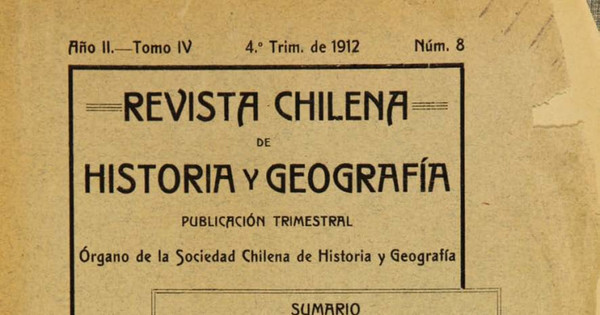 Año II.—Tomo IV 4.º Trim. de 1912 Núm. 8
REVISTA CHILENA
DE
HISTORIA Y GEOGRAFÍA
PUBLICACIÓN TRIMESTRAL
Órgano de la Sociedad Chilena de Historia y Geografía
SUMARIO